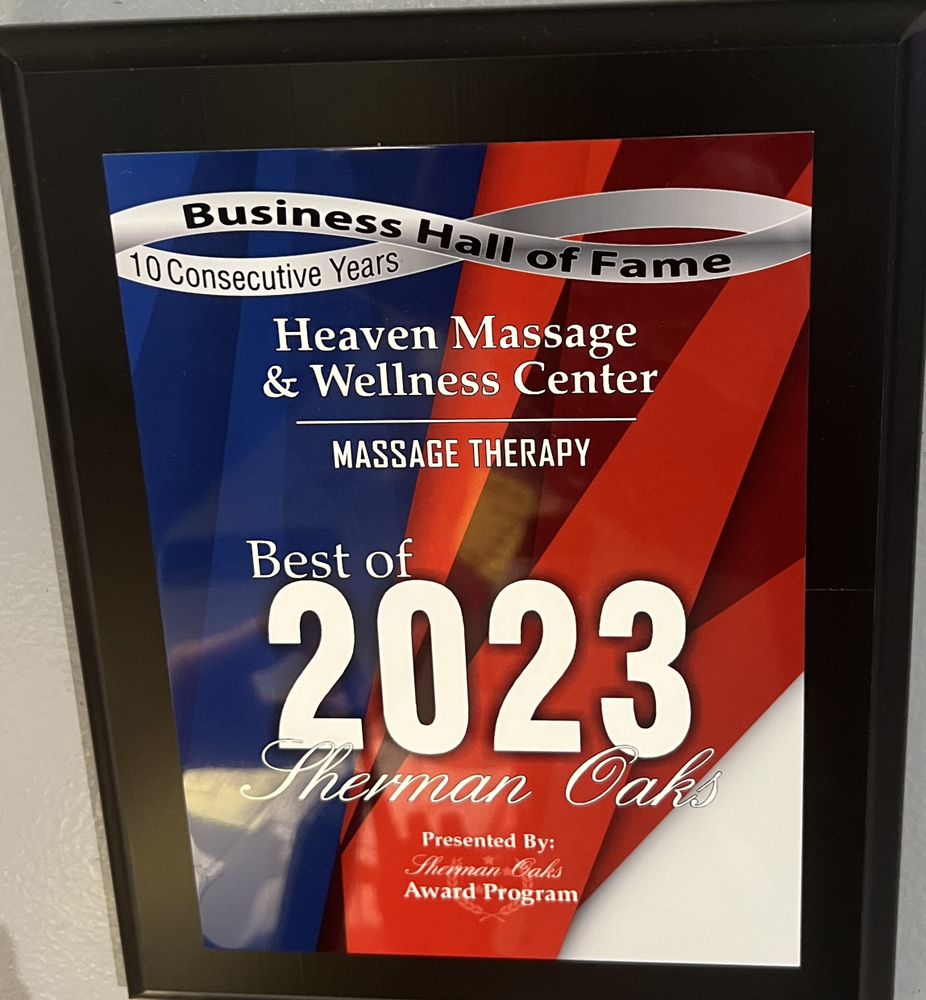 Business Hall of Fame
10 Consecutive Years
Heaven Massage
& Wellness Center
MASSAGE THERAPY
Best of
2023
Sherman Oaks
Presented By:
Sherman Oaks
Award Program